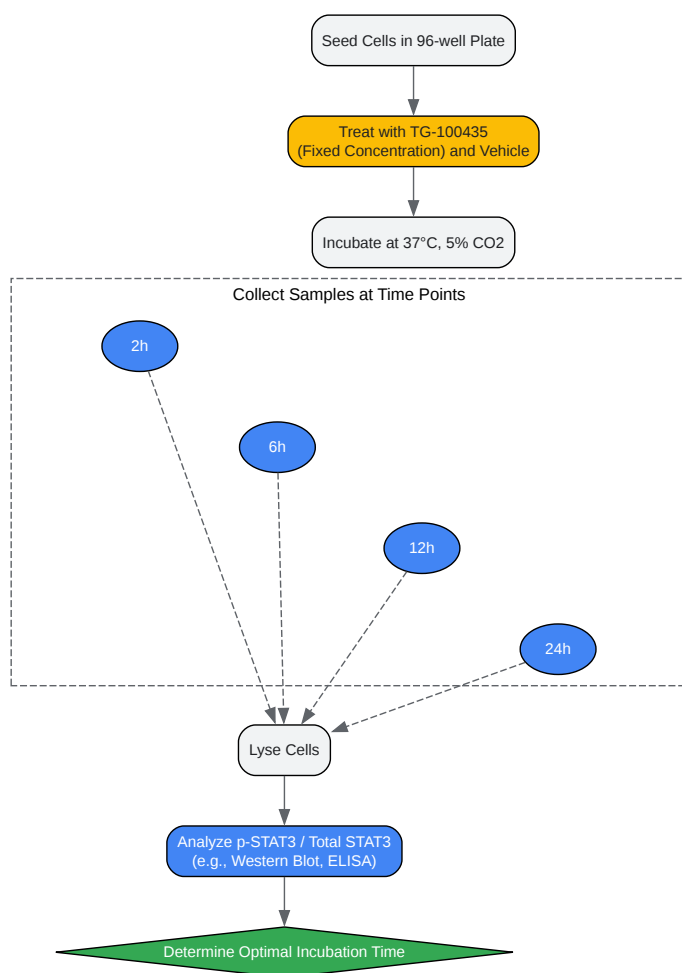 Seed Cells in 96-well Plate
Treat with TG-100435
(Fixed Concentration) and Vehicle
Incubate at 37°C, 5% CO2
Collect Samples at Time Points
2h
6h
12h
24h
Lyse Cells
Analyze p-STAT3 / Total STAT3
(e.g., Western Blot, ELISA)
Determine Optimal Incubation Time